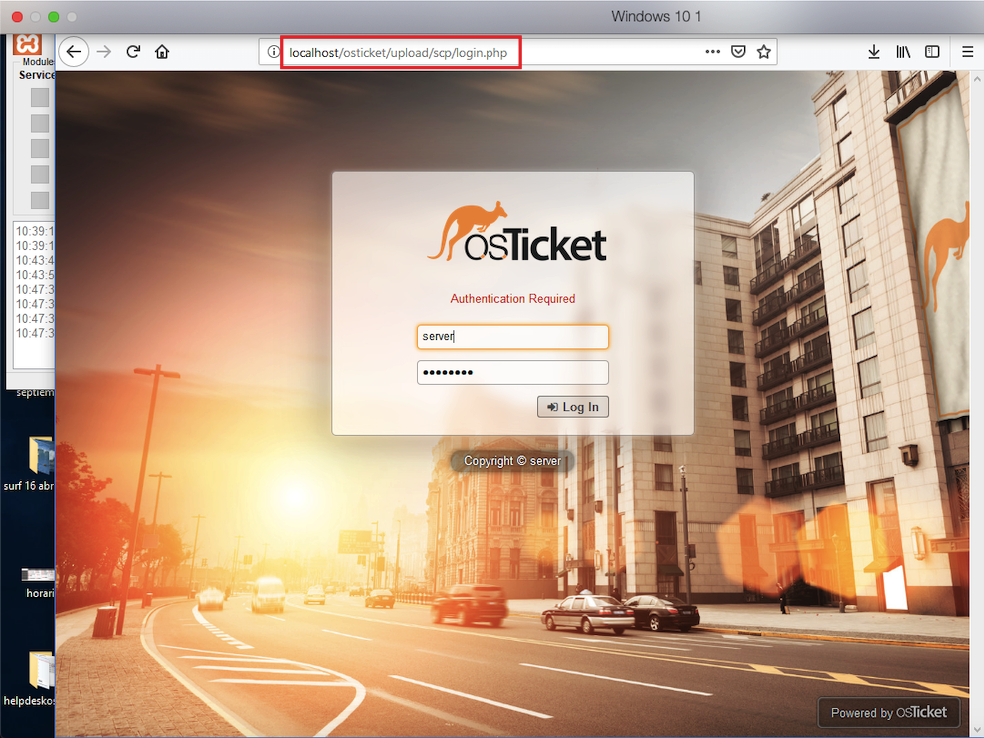 Windows 10 1
localhost/osticket/upload/scp/login.php
Module
Service
10:39:1
10:39:1
10:43:4
10:43:5
10:47:3
10:47:3
10:47:3
10:47:3
osTicket
Authentication Required
server
Log In
Copyright © server
septiem
surf 16 abr
horari
helpdeskos
Powered by osTicket